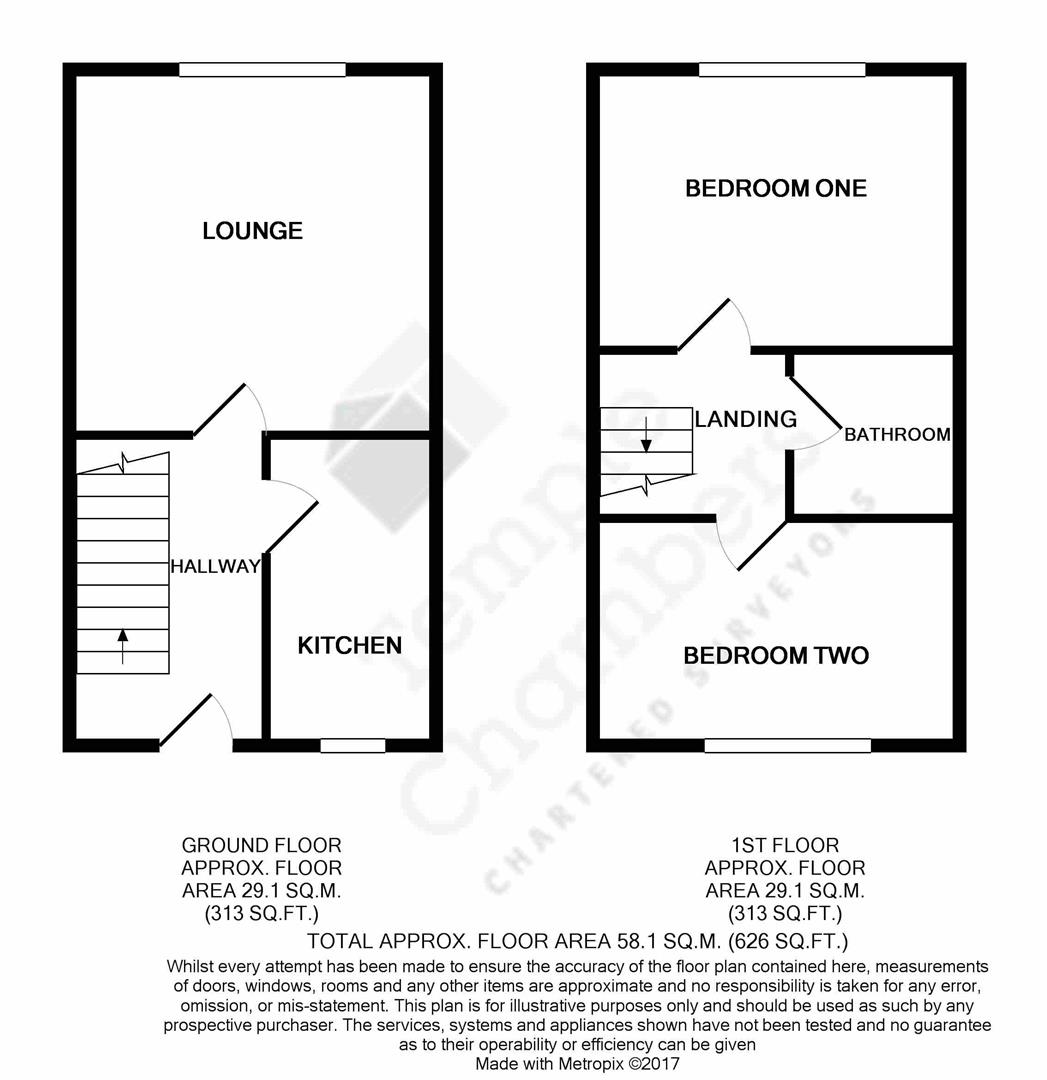 LOUNGE
HALLWAY
KITCHEN
BEDROOM ONE
LANDING
BATHROOM
BEDROOM TWO
Temple
Chambers
CHARTERED SURVEYORS
GROUND FLOOR
APPROX. FLOOR
AREA 29.1 SQ.M.
(313 SQ.FT.)
1ST FLOOR
APPROX. FLOOR
AREA 29.1 SQ.M.
(313 SQ.FT.)
TOTAL APPROX. FLOOR AREA 58.1 SQ.M. (626 SQ.FT.)
Whilst every attempt has been made to ensure the accuracy of the floor plan contained here, measurements
of doors, windows, rooms and any other items are approximate and no responsibility is taken for any error,
omission, or mis-statement. This plan is for illustrative purposes only and should be used as such by any
prospective purchaser. The services, systems and appliances shown have not been tested and no guarantee
as to their operability or efficiency can be given
Made with Metropix ©2017